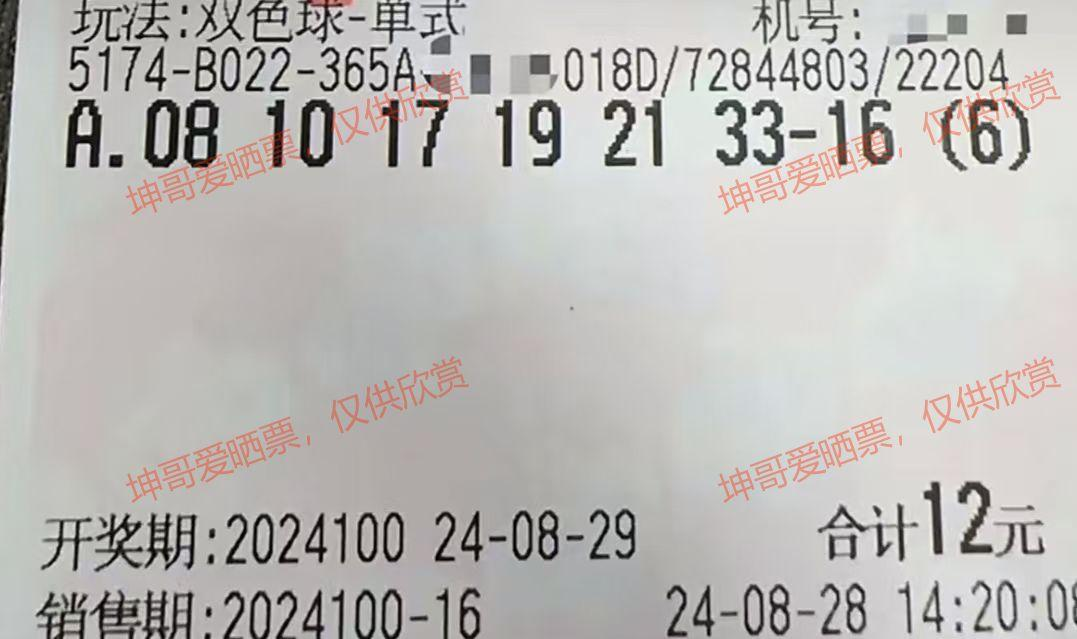 玩法:双色球-单式 机号:
5174-B022-365A 018D/72844803/22204
A. 08 10 17 19 21 33-16 (6)
坤哥爱晒票，仅供欣赏 坤哥爱晒票，仅供欣赏
坤哥爱晒票，仅供欣赏 坤哥爱晒票，仅供欣赏
开奖期:2024100 24-08-29 合计12元
销售期:2024100-16 24-08-28 14:20:08